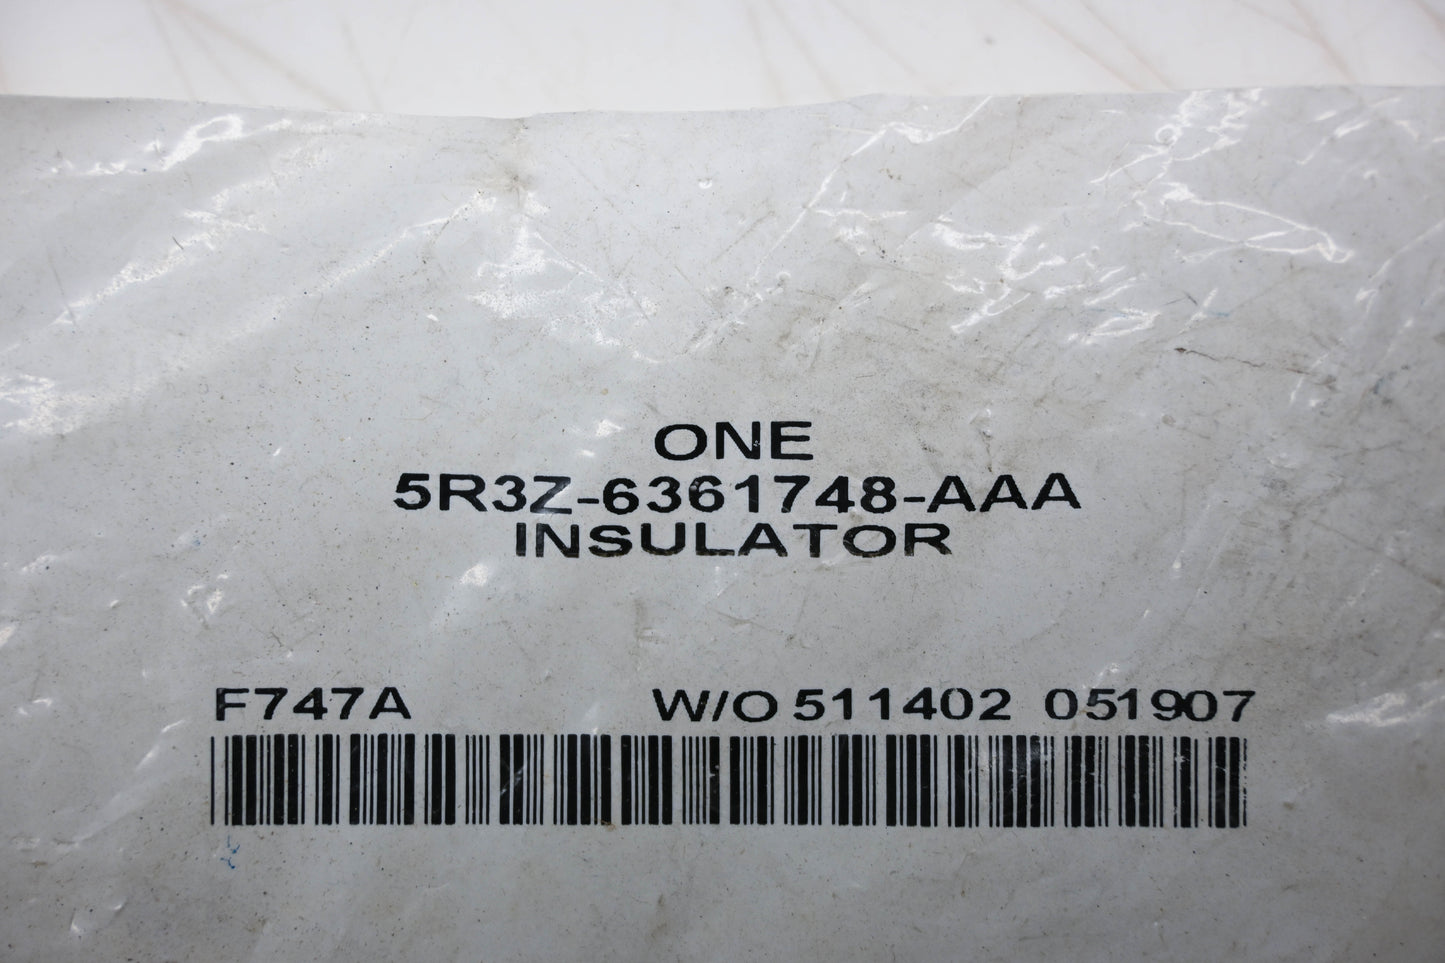 ONE
5R3Z-6361748-AAA
INSULATOR
F747A W/O 511402 051907